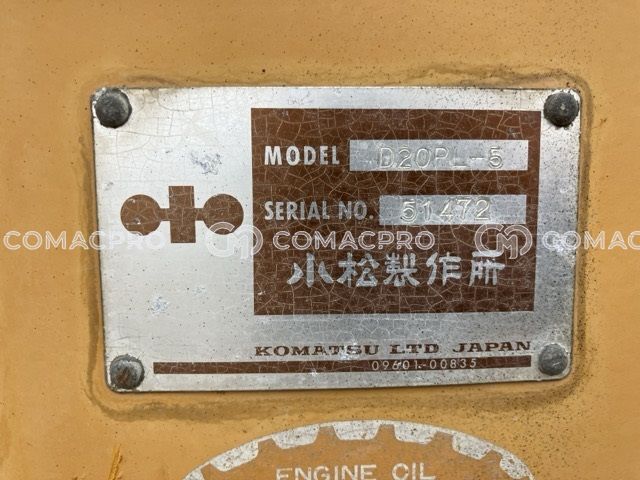 MODEL D20PL-5
SERIAL NO. 51472
COMACPRO COMACPRO COMACPRO
小松製作所
KOMATSU LTD JAPAN
09601-00835
ENGINE OIL